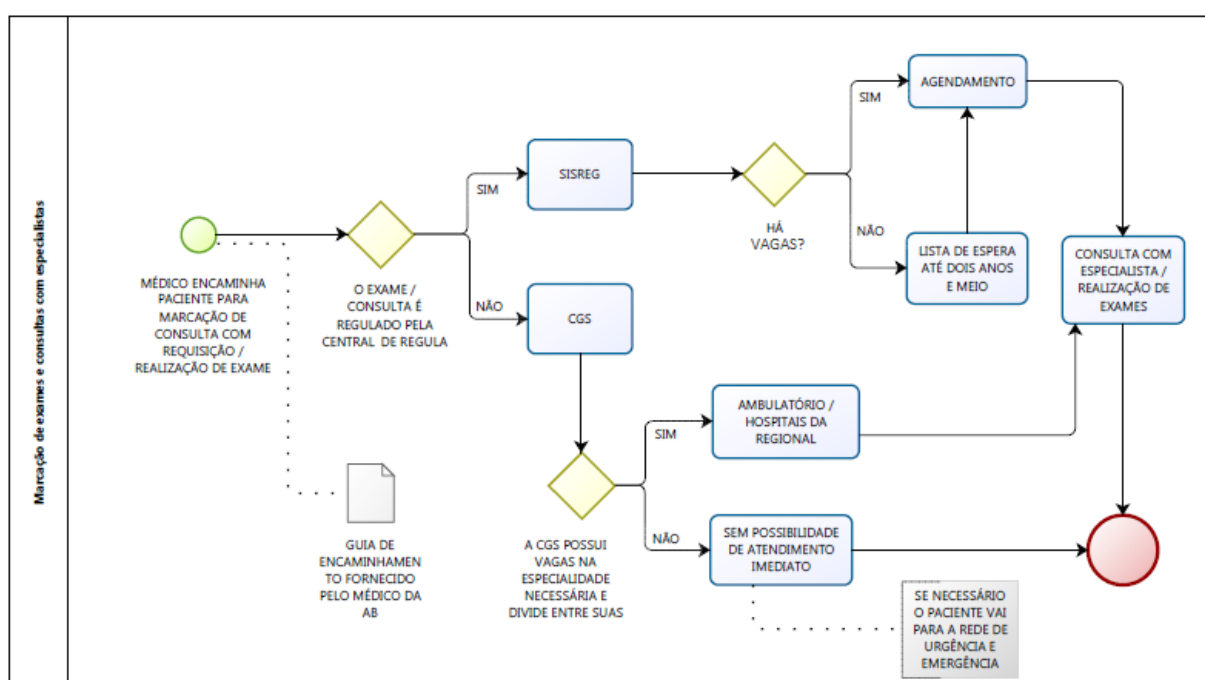 Marcação de exames e consultas com especialistas
MÉDICO ENCAMINHA
PACIENTE PARA
MARCAÇÃO DE
CONSULTA COM
REQUISIÇÃO /
REALIZAÇÃO DE EXAME
GUIA DE
ENCAMINHAMEN
TO FORNECIDO
PELO MÉDICO DA
AB
O EXAME /
CONSULTA É
REGULADO PELA
CENTRAL DE REGULA
SIM
NÃO
SISREG
CGS
HÁ
VAGAS?
SIM
NÃO
AGENDAMENTO
LISTA DE ESPERA
ATÉ DOIS ANOS
E MEIO
CONSULTA COM
ESPECIALISTA /
REALIZAÇÃO DE
EXAMES
A CGS POSSUI
VAGAS NA
ESPECIALIDADE
NECESSÁRIA E
DIVIDE ENTRE SUAS
SIM
NÃO
AMBULATÓRIO /
HOSPITAIS DA
REGIONAL
SEM POSSIBILIDADE
DE ATENDIMENTO
IMEDIATO
SE NECESSÁRIO
O PACIENTE VAI
PARA A REDE DE
URGÊNCIA E
EMERGÊNCIA